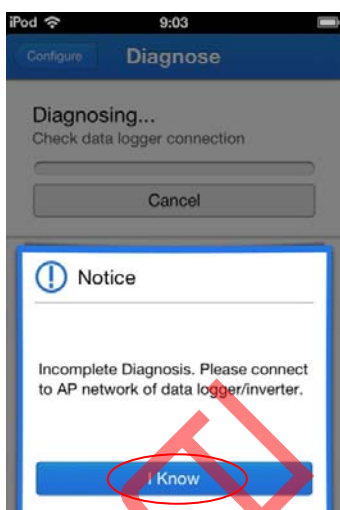 iPod 9:03
Configure Diagnose
Diagnosing...
Check data logger connection
Cancel
Notice
Incomplete Diagnosis. Please connect
to AP network of data logger/inverter.
I Know